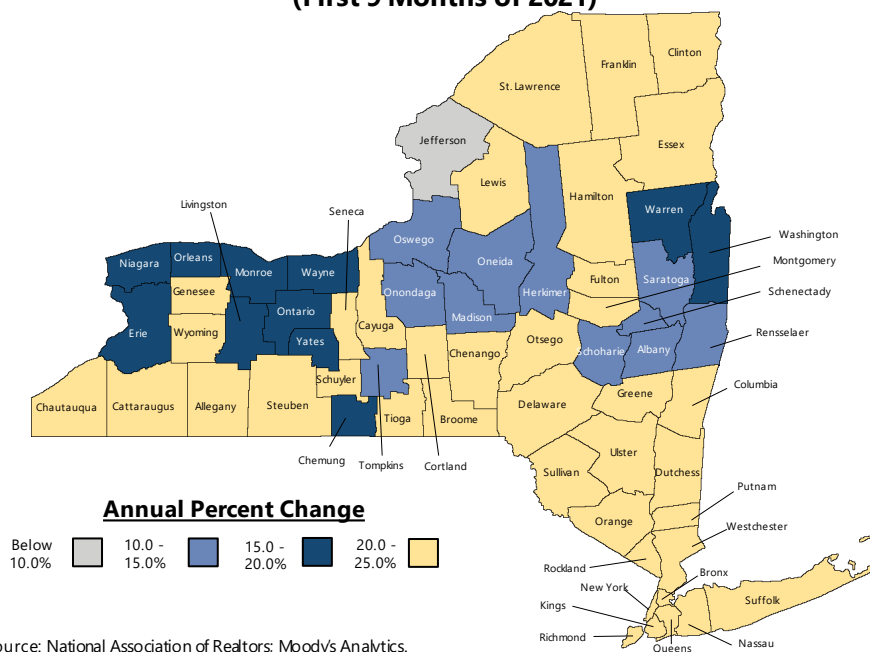 (First 9 Months of 2021)
Clinton
Franklin
St. Lawrence
Jefferson
Essex
Lewis
Hamilton
Livingston
Seneca
Warren
Washington
Oswego
Niagara
Orleans
Monroe
Wayne
Oneida
Montgomery
Fulton
Saratoga
Genesee
Onondaga
Herkimer
Schenectady
Ontario
Madison
Erie
Wyoming
Cayuga
Rensselaer
Yates
Otsego
Schoharie
Albany
Chenango
Schuyler
Columbia
Greene
Chautauqua
Cattaraugus
Allegany
Steuben
Delaware
Tioga
Broome
Ulster
Chemung
Tompkins
Cortland
Sullivan
Dutchess
Putnam
Annual Percent Change
Orange
Westchester
Below
10.0%
10.0 -
15.0%
15.0 -
20.0%
20.0 -
25.0%
Rockland
Bronx
New York
Suffolk
Kings
Richmond
Nassau
Queens
ource: National Association of Realtors; Moody's Analytics.